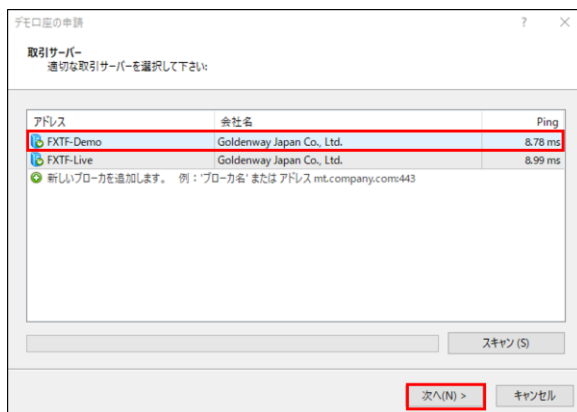 デモ口座の申請
取引サーバー
適切な取引サーバーを選択して下さい:
アドレス 会社名 Ping
FXTF-Demo Goldenway Japan Co., Ltd. 8.78 ms
FXTF-Live Goldenway Japan Co., Ltd. 8.99 ms
新しいブローカを追加します。 例：'ブローカ名' または アドレス mt.company.com:443
スキャン (S)
次へ(N) > キャンセル